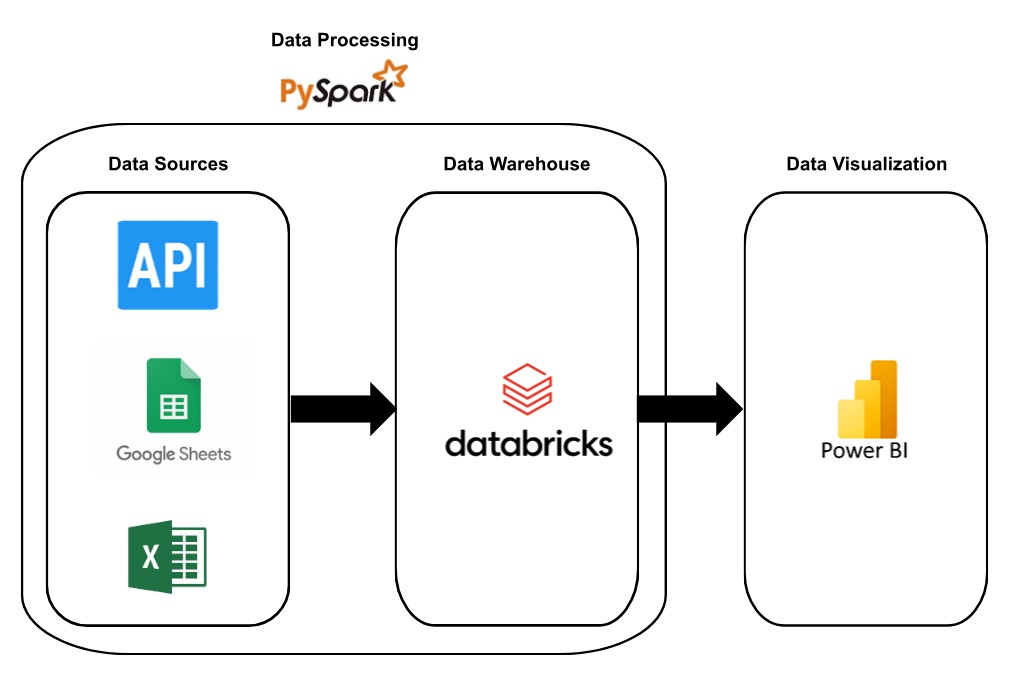 Data Processing
PySpark
Data Sources
Data Warehouse
Data Visualization
API
Google Sheets
X
databricks
Power BI